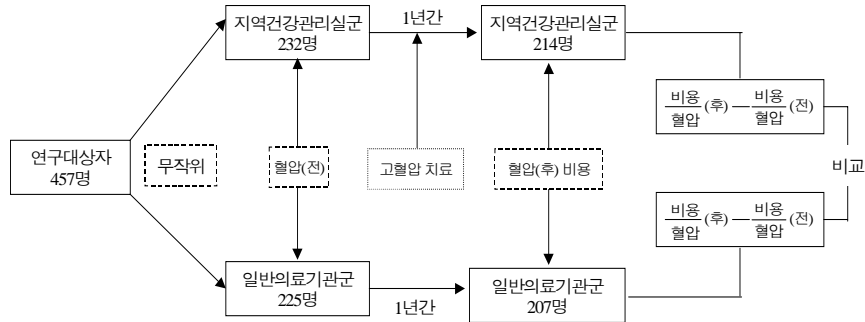 지역건강관리실군
232명
1년간
지역건강관리실군
214명
비용
혈압
(후)
—
비용
혈압
(전)
연구대상자
457명
무작위
혈압(전)
고혈압 치료
혈압(후) 비용
비교
비용
혈압
(후)
—
비용
혈압
(전)
일반의료기관군
225명
1년간
일반의료기관군
207명